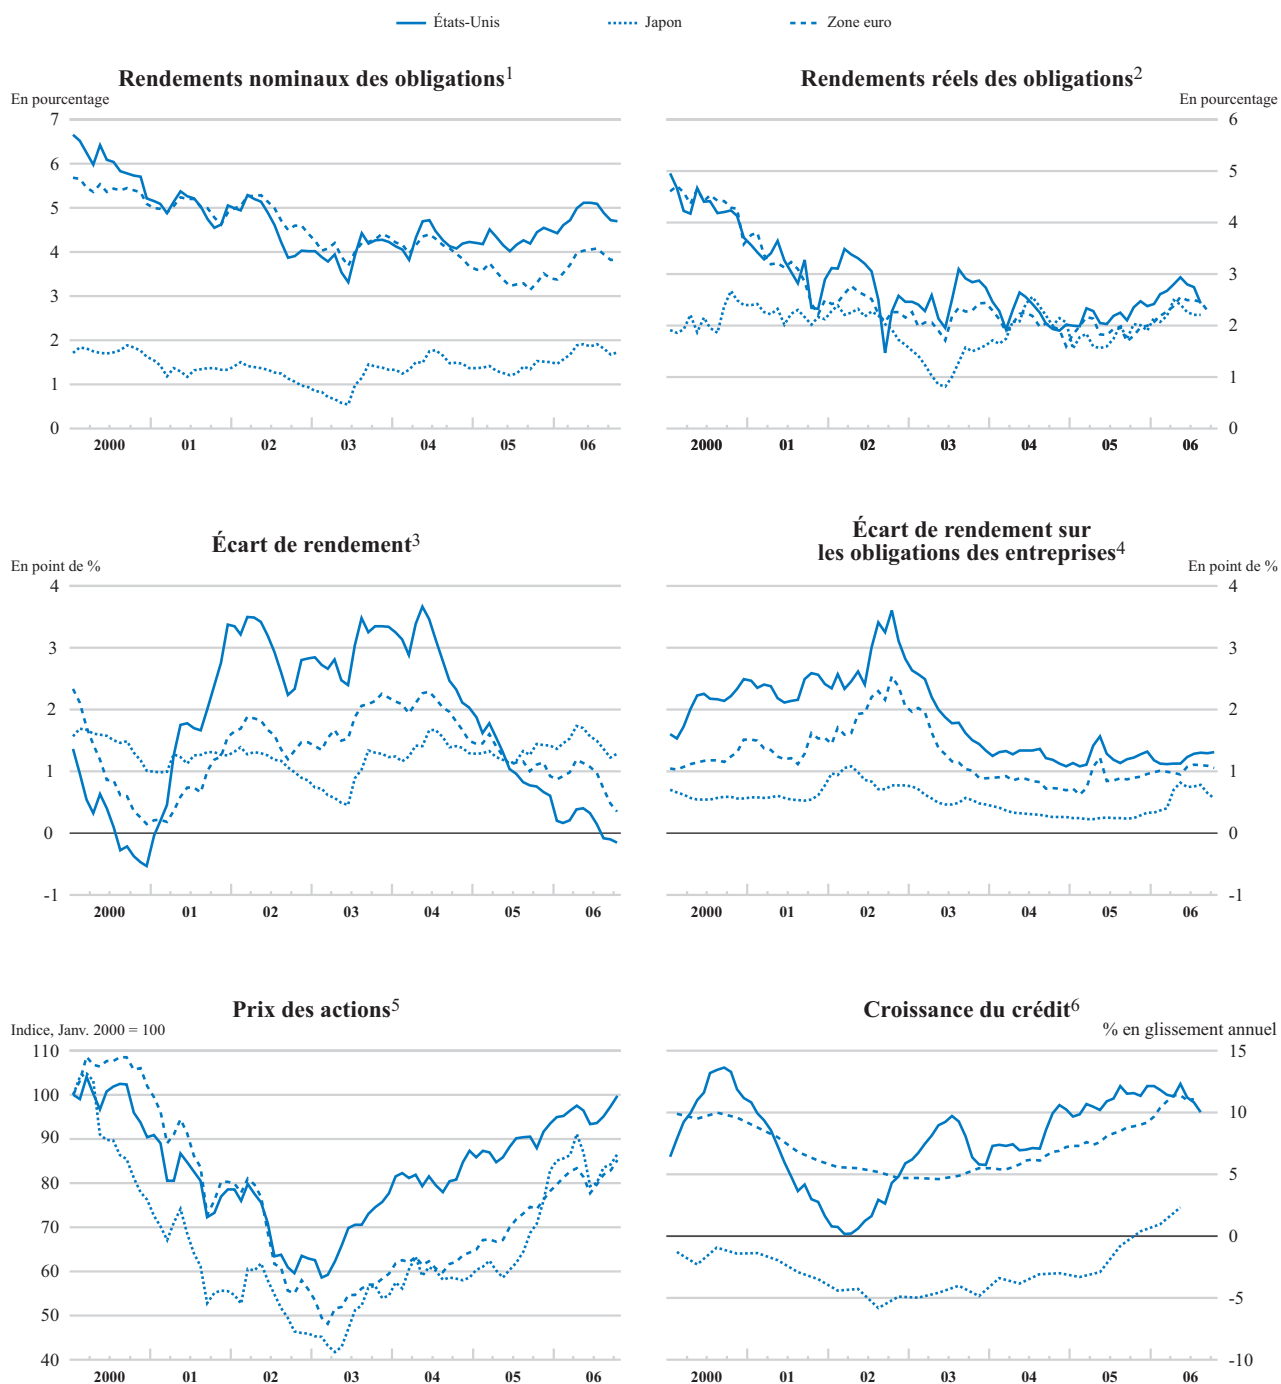 États-Unis Japon Zone euro
Rendements nominaux des obligations1
En pourcentage
7
6
5
4
3
2
1
0
2000 01 02 03 04 05 06
Rendements réels des obligations2
En pourcentage
6
5
4
3
2
1
0
2000 01 02 03 04 05 06
Écart de rendement3
En point de %
4
3
2
1
0
-1
2000 01 02 03 04 05 06
Écart de rendement sur
les obligations des entreprises4
En point de %
4
3
2
1
0
-1
2000 01 02 03 04 05 06
Prix des actions5
Indice, Janv. 2000 = 100
110
100
90
80
70
60
50
40
2000 01 02 03 04 05 06
Croissance du crédit6
% en glissement annuel
15
10
5
0
-5
-10
2000 01 02 03 04 05 06